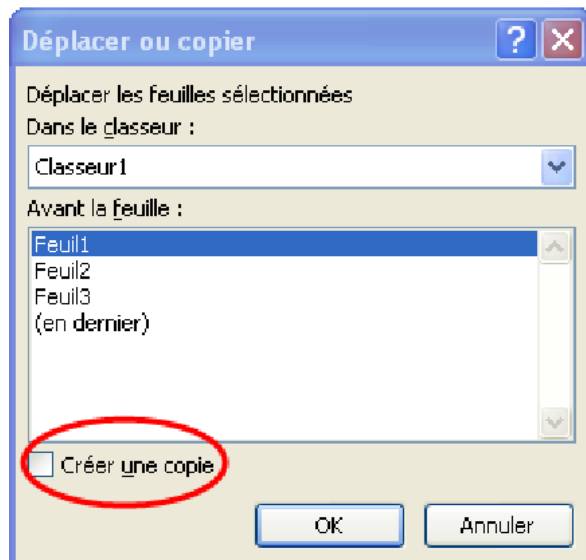 Déplacer ou copier
Déplacer les feuilles sélectionnées
Dans le classeur :
Classeur1
Avant la feuille :
Feuil1
Feuil2
Feuil3
(en dernier)
Créer une copie
OK Annuler